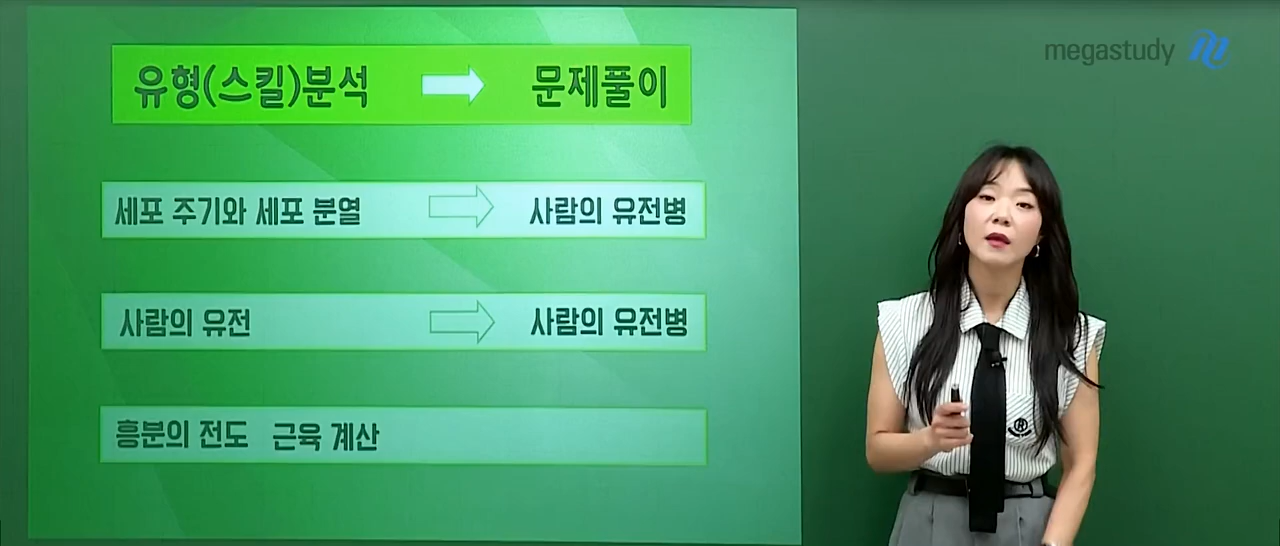 megastudy
유형(스킬)분석 문제풀이
세포 주기와 세포 분열 사람의 유전병
사람의 유전 사람의 유전병
흥분의 전도 근육 계산